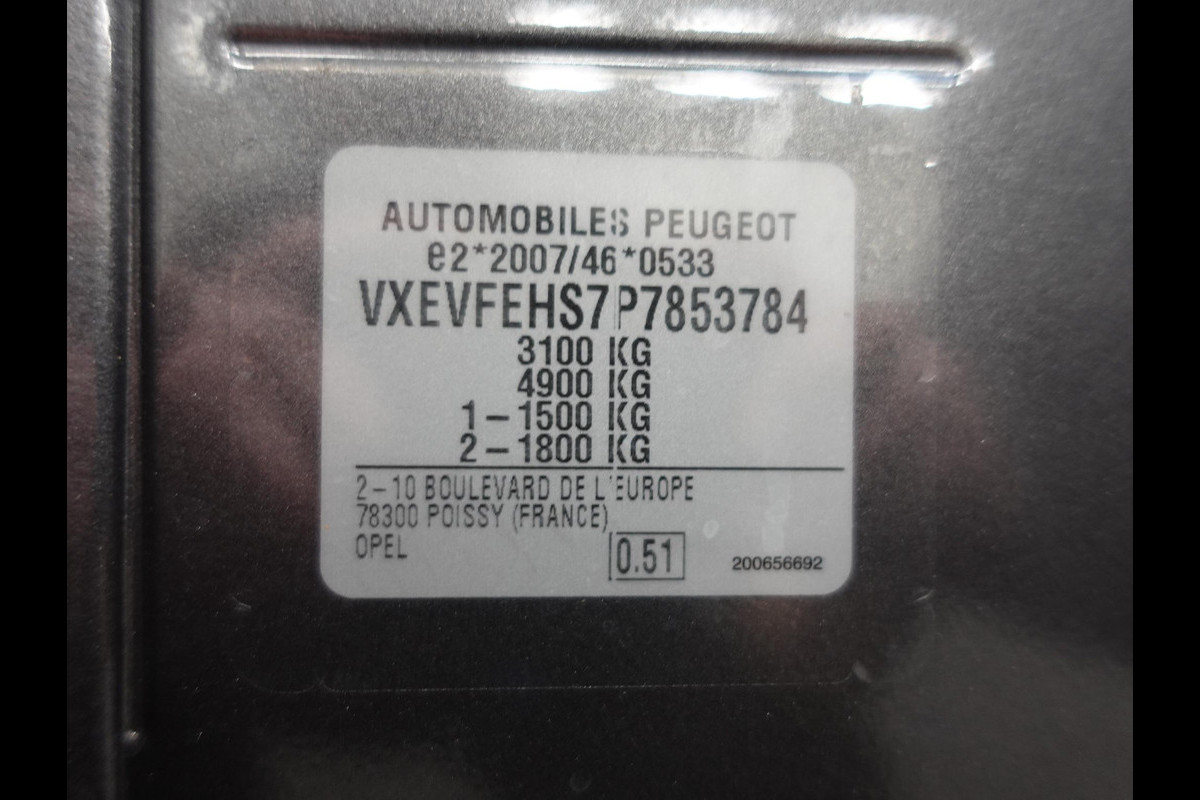 AUTOMOBILES PEUGEOT
e2*2007/46*0533
VXEVFEHS7P7853784
3100 KG
4900 KG
1-1500 KG
2-1800 KG
2-10 BOULEVARD DE L'EUROPE
78300 POISSY (FRANCE)
OPEL
0.51
200656692